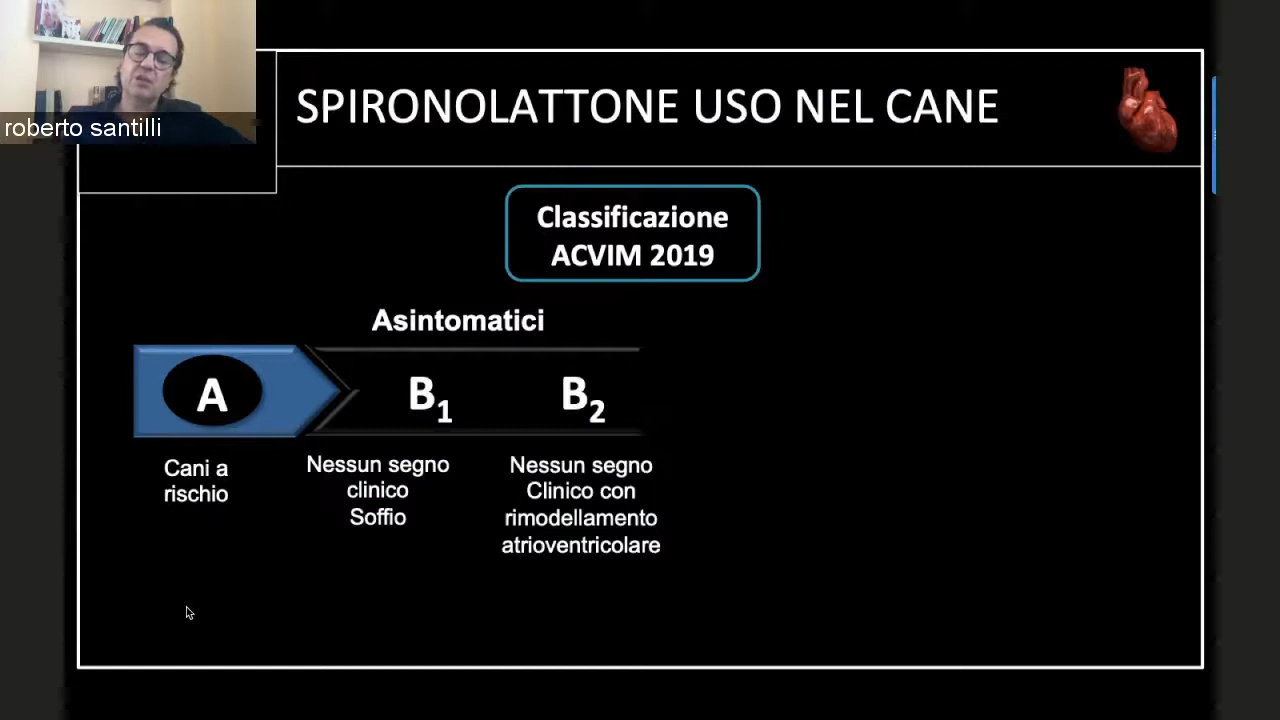 roberto santilli
SPIRONOLATTONE USO NEL CANE
Classificazione
ACVIM 2019
Asintomatici
A
B1
B2
Cani a
rischio
Nessun segno
clinico
Soffio
Nessun segno
Clinico con
rimodellamento
atrioventricolare